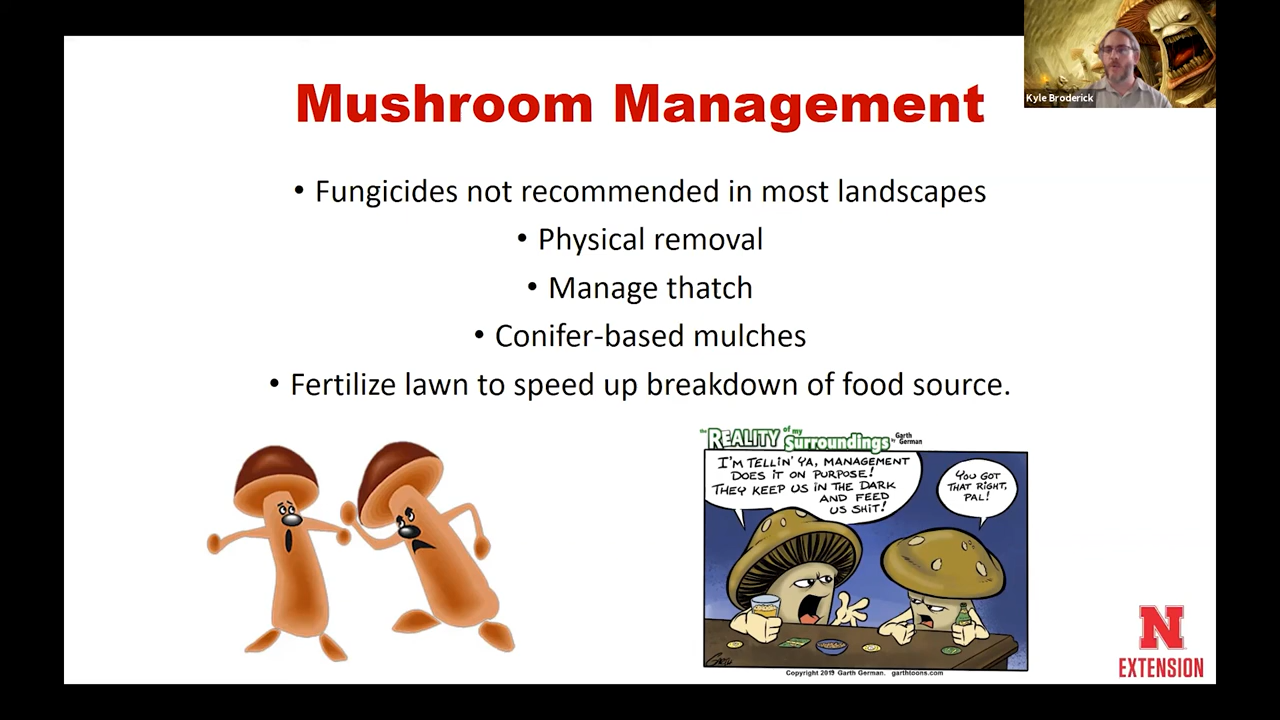 Mushroom Management
Kyle Broderick
• Fungicides not recommended in most landscapes
• Physical removal
• Manage thatch
• Conifer-based mulches
• Fertilize lawn to speed up breakdown of food source.
the REALITY of my Surroundings by Garth German
I'M TELLIN' YA, MANAGEMENT
DOES IT ON PURPOSE!
THEY KEEP US IN THE DARK
AND FEED
US SHIT!
YOU GOT
THAT RIGHT,
PAL!
Copyright 2019 Garth German. garthtoons.com
N
EXTENSION